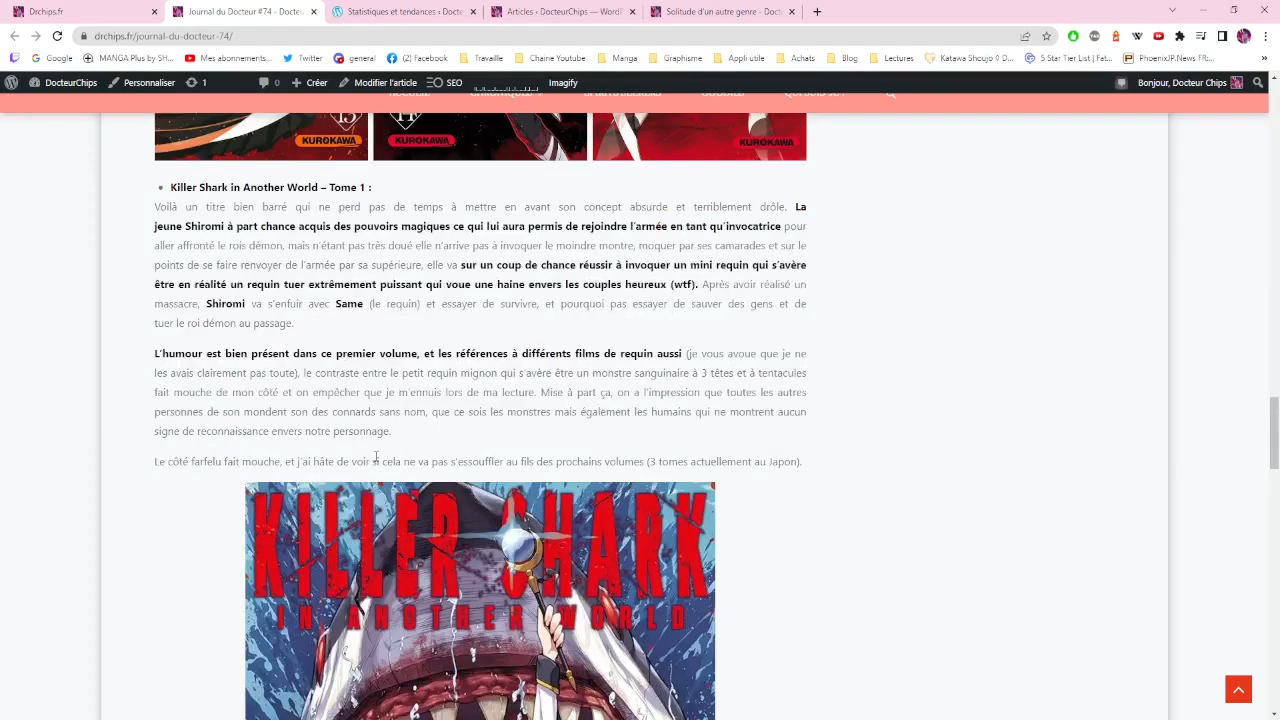 Drchips.fr
Journal du Docteur #74 - Docte
Statistiques et tendances ‹ Docte
Articles ‹ DocteurChips — WordP
Solitude d'un autre genre - Docte
drchips.fr/journal-du-docteur-74/
Google
MANGA Plus by SH...
Mes abonnements...
Twitter
general
(2) Facebook
Travaille
Chaine Youtube
Manga
Graphisme
Appli utile
Achats
Blog
Lectures
Katawa Shoujo ◊ D...
5 Star Tier List | Fat...
PhoenixJP.News FR...
DocteurChips
Personnaliser
1
0
Créer
Modifier l'article
SEO
Imagify
Bonjour, Docteur Chips
13
14
KUROKAWA
KUROKAWA
KUROKAWA
Killer Shark in Another World – Tome 1 :
Voilà un titre bien barré qui ne perd pas de temps à mettre en avant son concept absurde et terriblement drôle. La
jeune Shiromi à part chance acquis des pouvoirs magiques ce qui lui aura permis de rejoindre l'armée en tant qu'invocatrice pour
aller affronté le rois démon, mais n'étant pas très doué elle n'arrive pas à invoquer le moindre montre, moquer par ses camarades et sur le
points de se faire renvoyer de l'armée par sa supérieure, elle va sur un coup de chance réussir à invoquer un mini requin qui s'avère
être en réalité un requin tuer extrêmement puissant qui voue une haine envers les couples heureux (wtf). Après avoir réalisé un
massacre, Shiromi va s'enfuir avec Same (le requin) et essayer de survivre, et pourquoi pas essayer de sauver des gens et de
tuer le roi démon au passage.
L'humour est bien présent dans ce premier volume, et les références à différents films de requin aussi (je vous avoue que je ne
les avais clairement pas toute), le contraste entre le petit requin mignon qui s'avère être un monstre sanguinaire à 3 têtes et à tentacules
fait mouche de mon côté et on empêcher que je m'ennuis lors de ma lecture. Mise à part ça, on a l'impression que toutes les autres
personnes de son mondent son des connards sans nom, que ce sois les monstres mais également les humains qui ne montrent aucun
signe de reconnaissance envers notre personnage.
Le côté farfelu fait mouche, et j'ai hâte de voir si cela ne va pas s'essouffler au fils des prochains volumes (3 tomes actuellement au Japon).
KILLER SHARK
IN ANOTHER WORLD